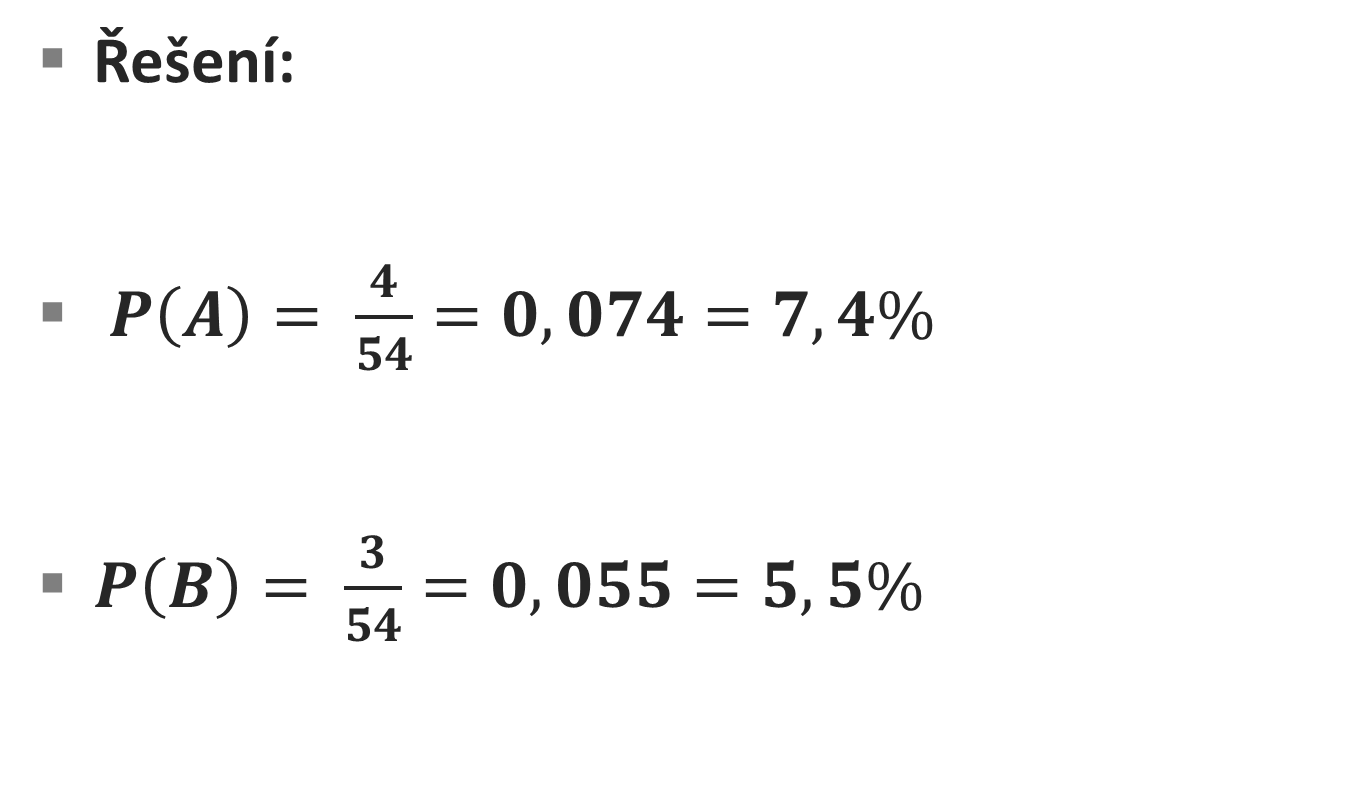 ▪ Řešení:
▪ P(A) = 4/54 = 0,074 = 7,4%
▪ P(B) = 3/54 = 0,055 = 5,5%